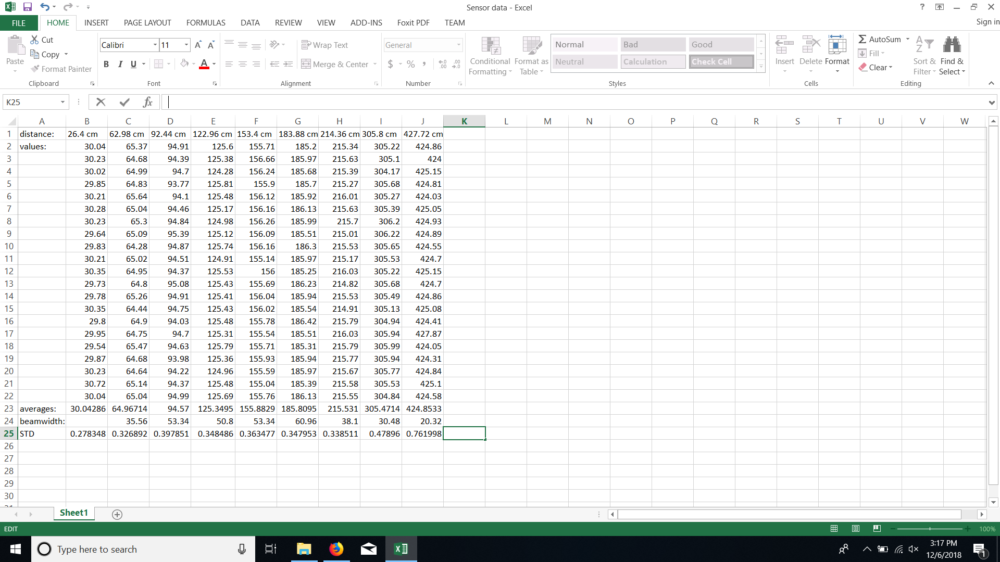 Sensor data - Excel
?
Sign in
FILE HOME INSERT PAGE LAYOUT FORMULAS DATA REVIEW VIEW ADD-INS Foxit PDF TEAM
Paste
Cut
Copy
Format Painter
Clipboard
Calibri 11 A A
B I U A
Font
Wrap Text
Merge & Center
Alignment
General
$ % ,
Number
Conditional Formatting
Format as Table
Normal Bad Good
Neutral Calculation Check Cell
Styles
Insert Delete Format
Cells
AutoSum
Fill
Clear
Sort & Filter
Find & Select
Editing
K25 fx
A B C D E F G H I J K L M N O P Q R S T U V W
1 distance: 26.4 cm 62.98 cm 92.44 cm 122.96 cm 153.4 cm 183.88 cm 214.36 cm 305.8 cm 427.72 cm
2 values: 30.04 65.37 94.91 125.6 155.71 185.2 215.34 305.22 424.86
3 30.23 64.68 94.39 125.38 156.66 185.97 215.63 305.1 424
4 30.02 64.99 94.7 124.28 156.24 185.68 215.39 304.17 425.15
5 29.85 64.83 93.77 125.81 155.9 185.7 215.27 305.68 424.81
6 30.21 65.64 94.1 125.48 156.12 185.92 216.01 305.27 424.03
7 30.28 65.04 94.46 125.17 156.16 186.13 215.63 305.39 425.05
8 30.23 65.3 94.84 124.98 156.26 185.99 215.7 306.2 424.93
9 29.64 65.09 95.39 125.12 156.09 185.51 215.01 306.22 424.89
10 29.83 64.28 94.87 125.74 156.16 186.3 215.53 305.65 424.55
11 30.21 65.02 94.51 124.91 155.14 185.97 215.17 305.53 424.7
12 30.35 64.95 94.37 125.53 156 185.25 216.03 305.22 425.15
13 29.73 64.8 95.08 125.43 155.69 186.23 214.82 305.68 424.7
14 29.78 65.26 94.91 125.41 156.04 185.94 215.53 305.49 424.86
15 30.35 64.44 94.75 125.43 156.02 185.54 214.91 305.13 425.08
16 29.8 64.9 94.03 125.48 155.78 186.42 215.79 304.94 424.41
17 29.95 64.75 94.7 125.31 155.54 185.51 216.03 305.94 427.87
18 29.54 65.47 94.63 125.79 155.71 185.31 215.79 305.99 424.05
19 29.87 64.68 93.98 125.36 155.93 185.94 215.77 305.94 424.31
20 30.23 64.64 94.22 124.96 155.59 185.97 215.67 305.77 424.84
21 30.72 65.14 94.37 125.48 155.04 185.39 215.58 305.53 425.1
22 30.04 65.04 94.99 125.69 155.76 186.13 215.55 304.84 424.58
23 averages: 30.04286 64.96714 94.57 125.3495 155.8829 185.8095 215.531 305.4714 424.8533
24 beamwidth: 35.56 53.34 50.8 53.34 60.96 38.1 30.48 20.32
25 STD 0.278348 0.326892 0.397851 0.348486 0.363477 0.347953 0.338511 0.47896 0.761998
26
27
28
29
30
Sheet1
EDIT
100%
Type here to search
3:17 PM
12/6/2018
1